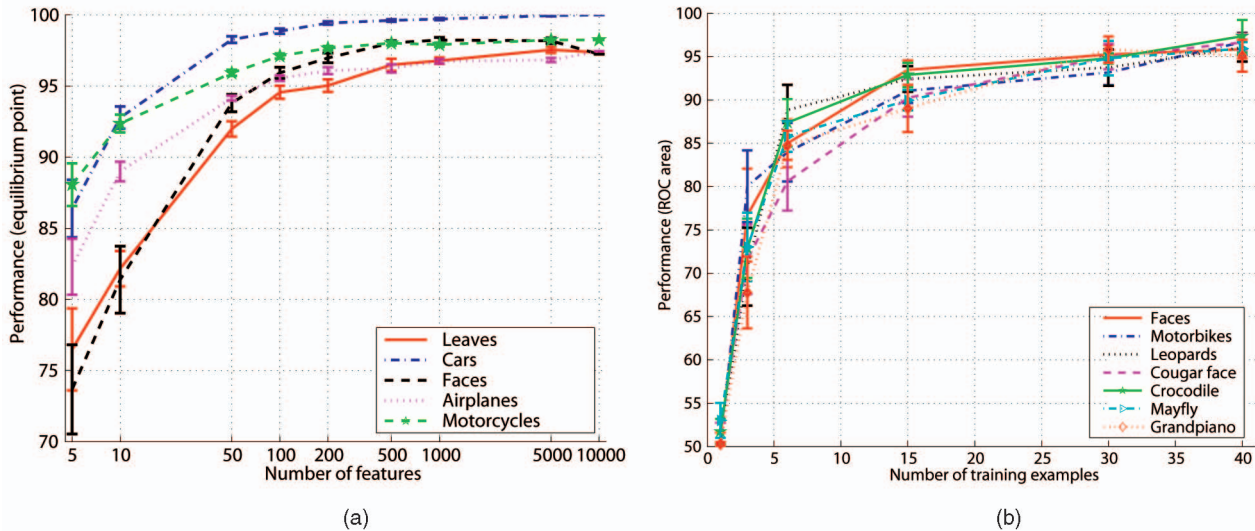 Performance (equilibrium point)
100
95
90
85
80
75
70
5 10 50 100 200 500 1000 5000 10000
Number of features
Leaves
Cars
Faces
Airplanes
Motorcycles
(a)
Performance (ROC area)
100
95
90
85
80
75
70
65
60
55
50
0 5 10 15 20 25 30 35 40
Number of training examples
Faces
Motorbikes
Leopards
Cougar face
Crocodile
Mayfly
Grandpiano
(b)